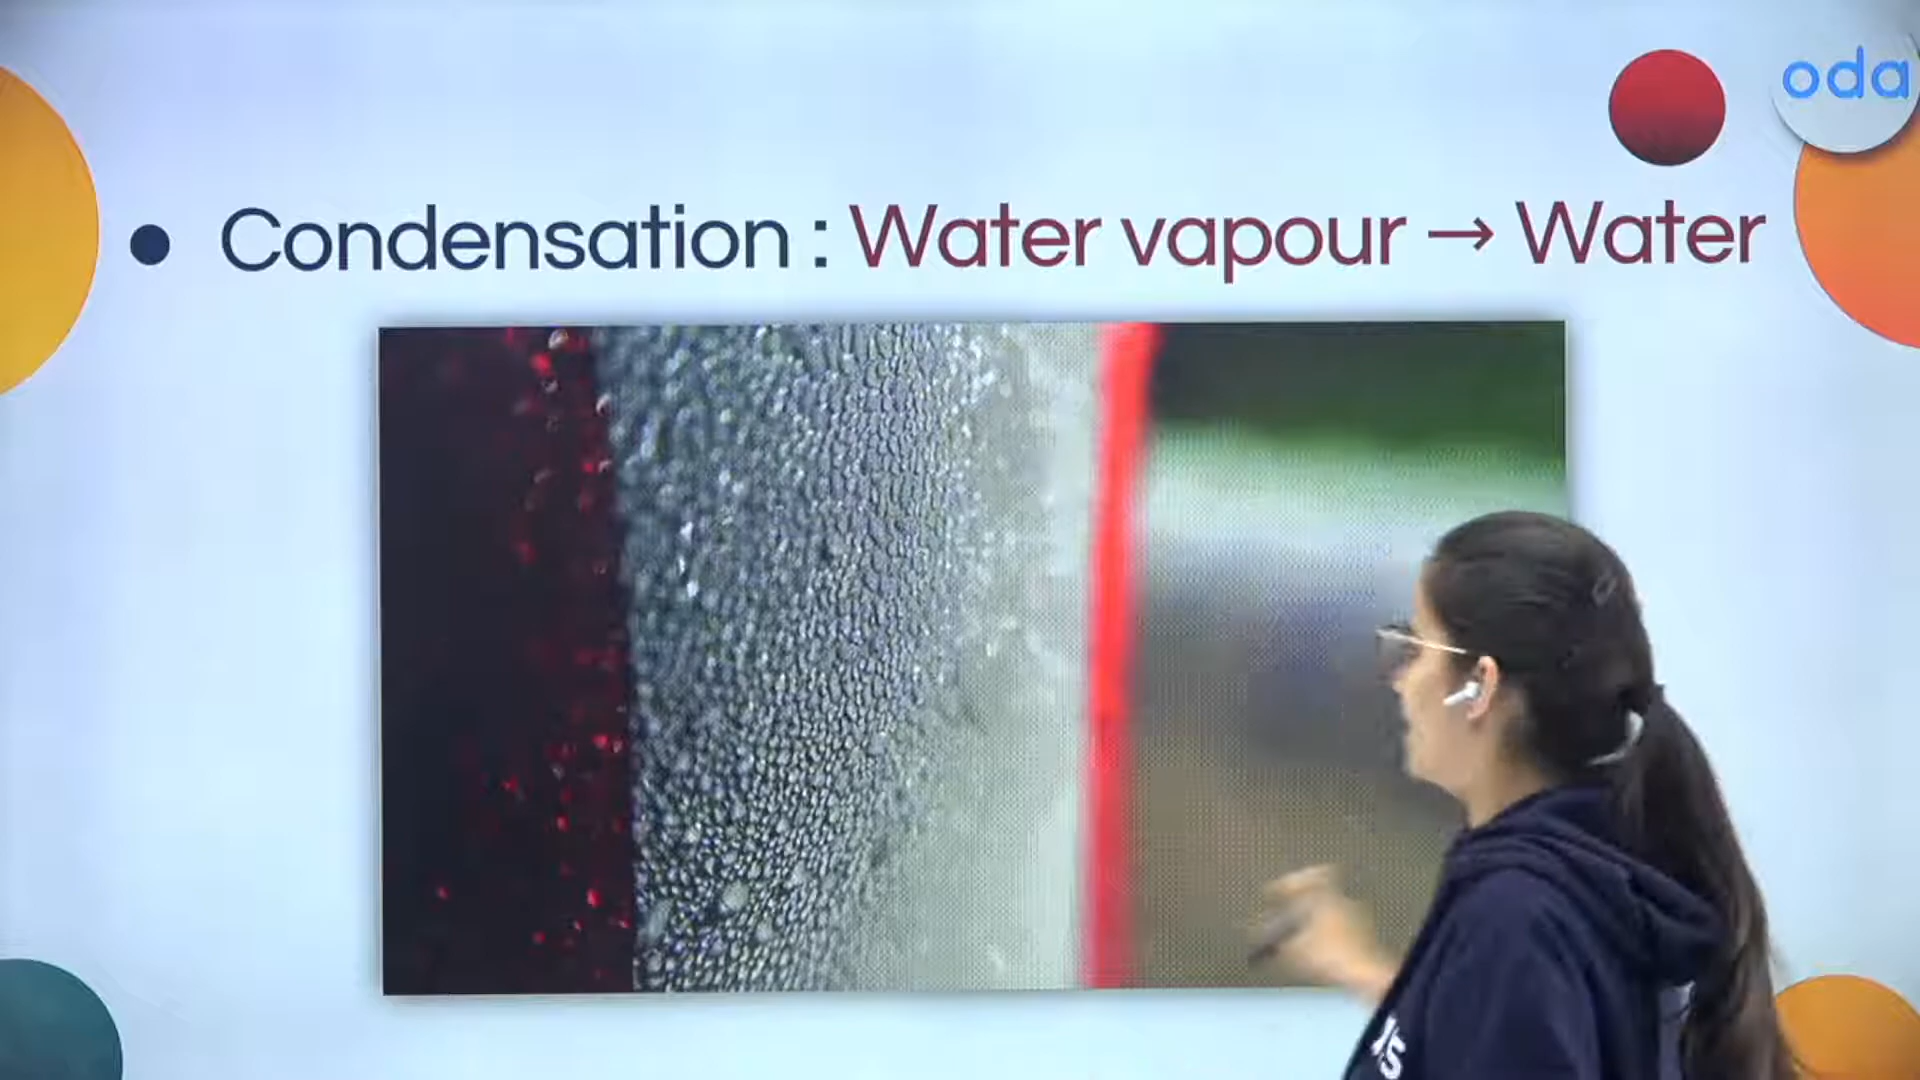 oda
• Condensation : Water vapour → Water